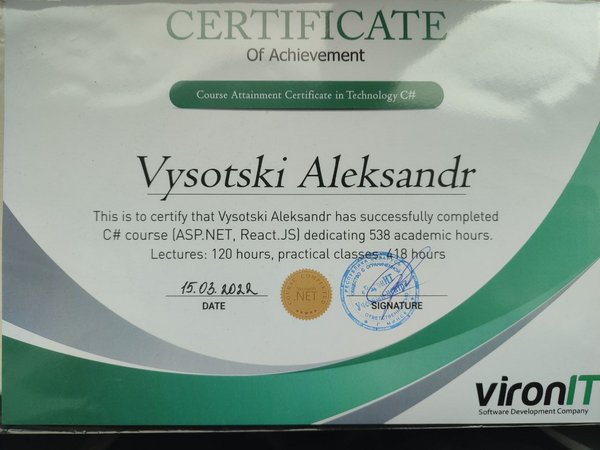 CERTIFICATE
Of Achievement
Course Attainment Certificate in Technology C#
Vysotski Aleksandr
This is to certify that Vysotski Aleksandr has successfully completed
C# course (ASP.NET, React.JS) dedicating 538 academic hours.
Lectures: 120 hours, practical classes: 418 hours
15.03.2022
DATE
.NET
SIGNATURE
vironIT
Software Development Company